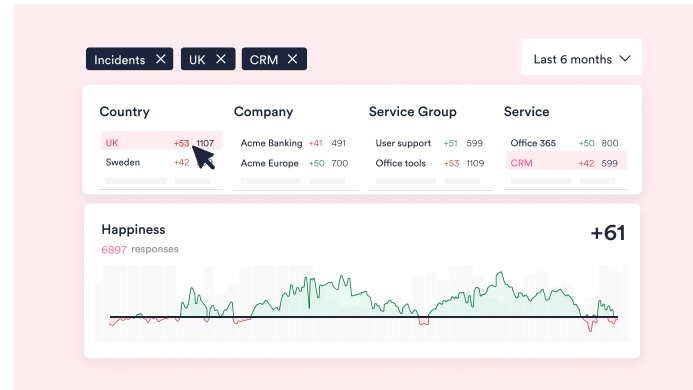 Incidents ✕ UK ✕ CRM ✕
Last 6 months
Country Company Service Group Service
UK +53 1107 Acme Banking +41 491 User support +51 599 Office 365 +50 800
Sweden +42 Acme Europe +50 700 Office tools +53 1109 CRM +42 599
Happiness
+61
6897 responses